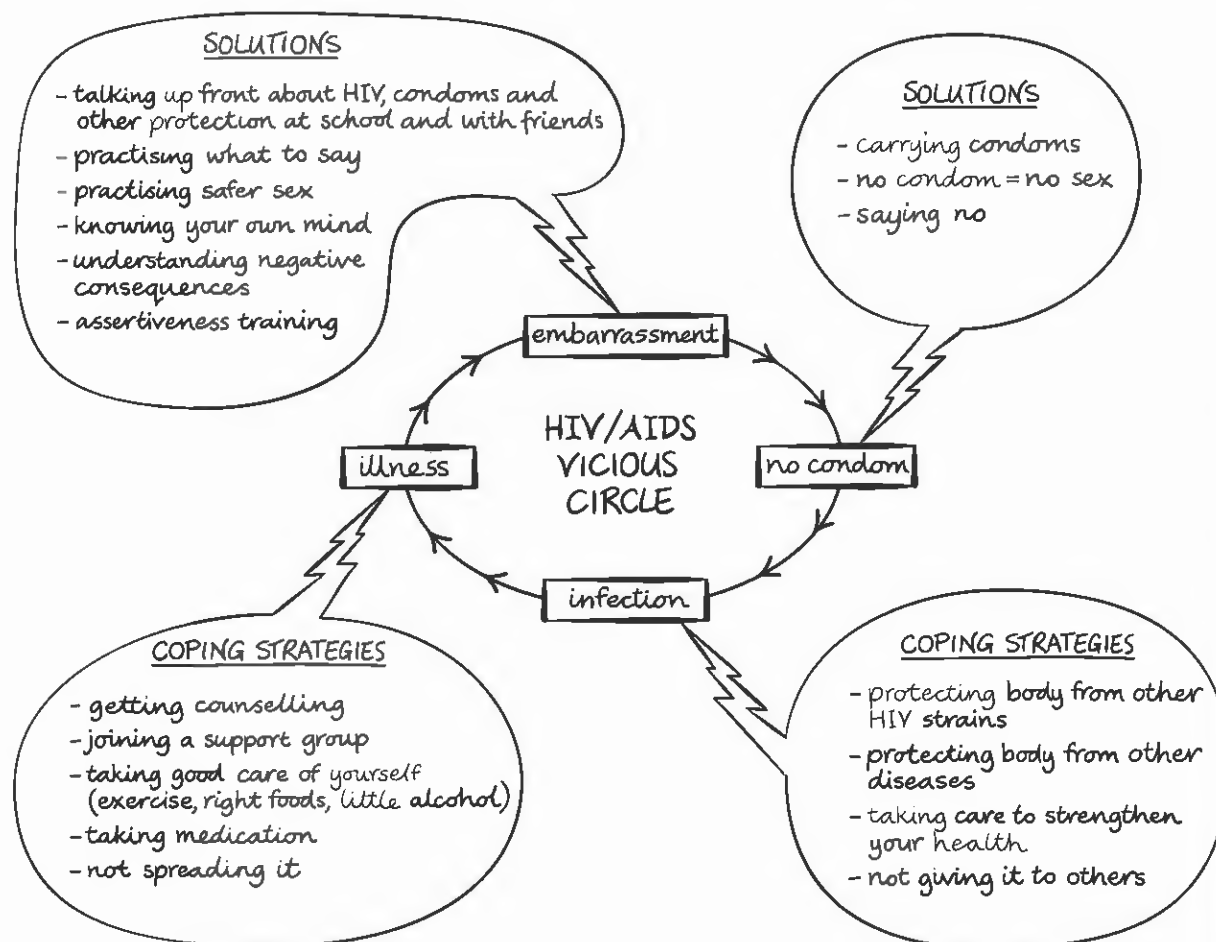 SOLUTIONS
- talking up front about HIV, condoms and
other protection at school and with friends
- practising what to say
- practising safer sex
- knowing your own mind
- understanding negative
consequences
- assertiveness training
SOLUTIONS
- carrying condoms
- no condom = no sex
- saying no
embarrassment
HIV/AIDS
VICIOUS
CIRCLE
illness
no condom
infection
COPING STRATEGIES
- getting counselling
- joining a support group
- taking good care of yourself
(exercise, right foods, little alcohol)
- taking medication
- not spreading it
COPING STRATEGIES
- protecting body from other
HIV strains
- protecting body from other
diseases
- taking care to strengthen
your health
- not giving it to others